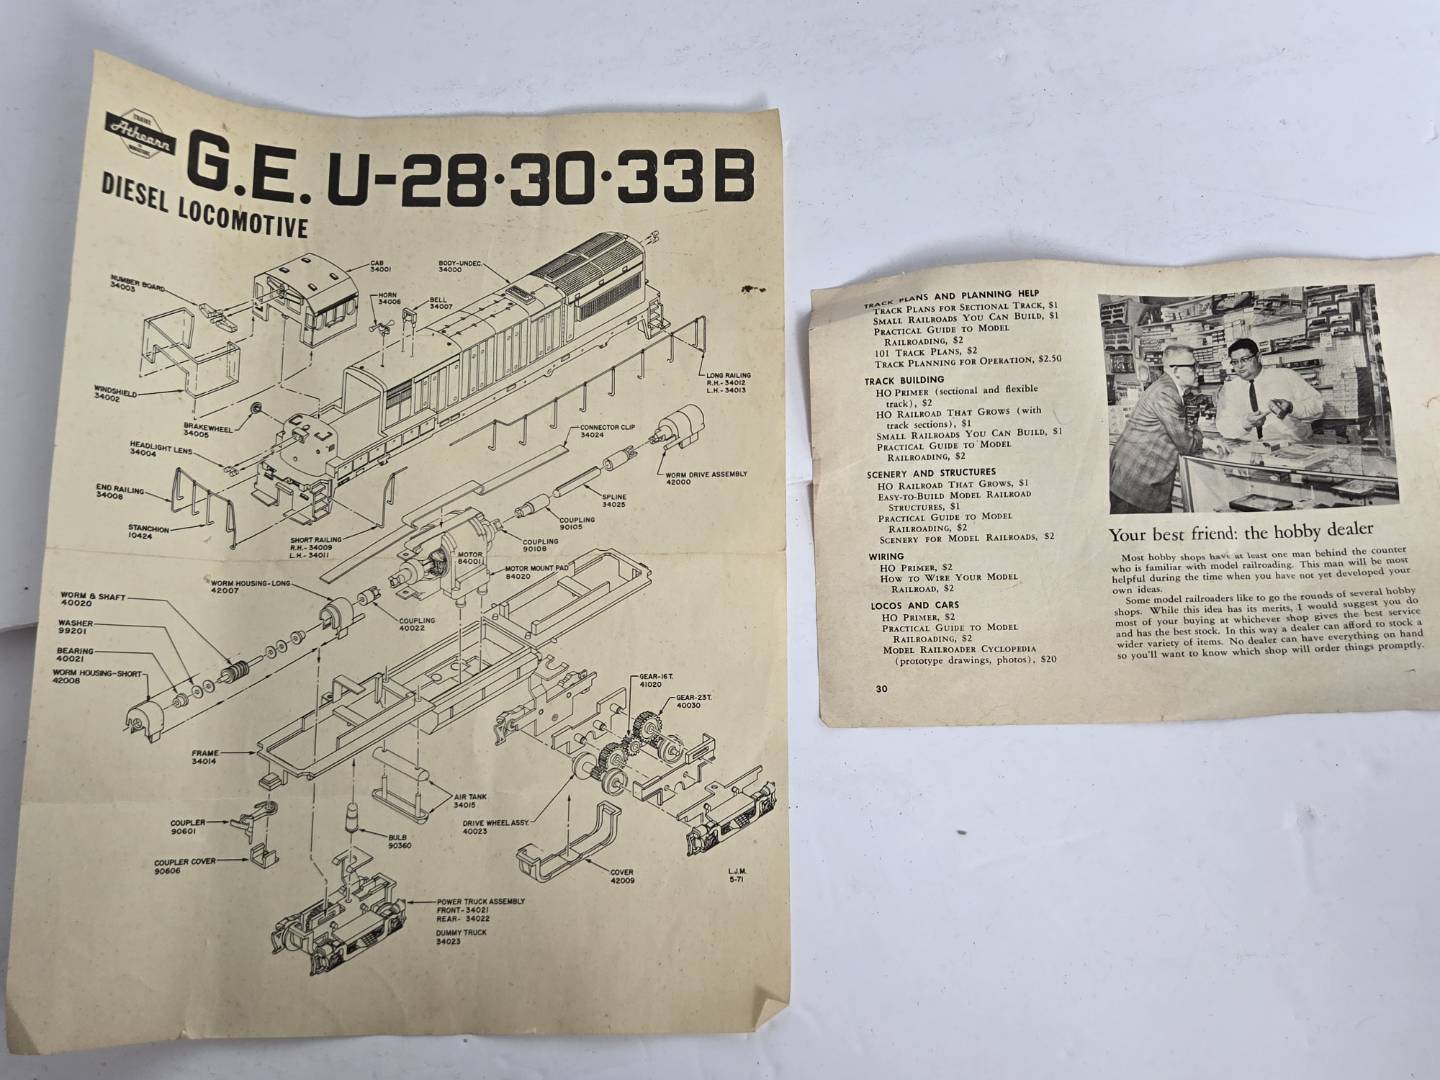 TRAINS
Athearn
IN MINIATURE
G.E. U-28·30·33B
DIESEL LOCOMOTIVE
NUMBER BOARD
34003
CAB
34001
HORN
34006
BELL
34007
BODY-UNDEC.
34000
WINDSHIELD
34002
BRAKEWHEEL
34005
HEADLIGHT LENS
34004
END RAILING
34008
STANCHION
10424
SHORT RAILING
R.H.-34009
L.H.-34011
LONG RAILING
R.H.-34012
L.H.-34013
CONNECTOR CLIP
34024
WORM DRIVE ASSEMBLY
42000
SPLINE
34025
COUPLING
90105
COUPLING
90108
MOTOR
84001
MOTOR MOUNT PAD
84020
WORM HOUSING-LONG
42007
COUPLING
40022
WORM & SHAFT
40020
WASHER
99201
BEARING
40021
WORM HOUSING-SHORT
42008
GEAR-16T.
41020
GEAR-23T.
40030
FRAME
34014
AIR TANK
34015
DRIVE WHEEL ASSY.
40023
COUPLER
90601
COUPLER COVER
90606
BULB
90360
COVER
42009
L.J.M.
5-71
POWER TRUCK ASSEMBLY
FRONT-34021
REAR- 34022
DUMMY TRUCK
34023
TRACK PLANS AND PLANNING HELP
TRACK PLANS FOR SECTIONAL TRACK, $1
SMALL RAILROADS YOU CAN BUILD, $1
PRACTICAL GUIDE TO MODEL
RAILROADING, $2
101 TRACK PLANS, $2
TRACK PLANNING FOR OPERATION, $2.50
TRACK BUILDING
HO PRIMER (sectional and flexible
track), $2
HO RAILROAD THAT GROWS (with
track sections), $1
SMALL RAILROADS YOU CAN BUILD, $1
PRACTICAL GUIDE TO MODEL
RAILROADING, $2
SCENERY AND STRUCTURES
HO RAILROAD THAT GROWS, $1
EASY-TO-BUILD MODEL RAILROAD
STRUCTURES, $1
PRACTICAL GUIDE TO MODEL
RAILROADING, $2
SCENERY FOR MODEL RAILROADS, $2
WIRING
HO PRIMER, $2
HOW TO WIRE YOUR MODEL
RAILROAD, $2
LOCOS AND CARS
HO PRIMER, $2
PRACTICAL GUIDE TO MODEL
RAILROADING, $2
MODEL RAILROADER CYCLOPEDIA
(prototype drawings, photos), $20
30
Your best friend: the hobby dealer
Most hobby shops have at least one man behind the counter
who is familiar with model railroading. This man will be most
helpful during the time when you have not yet developed your
own ideas.
Some model railroaders like to go the rounds of several hobby
shops. While this idea has its merits, I would suggest you do
most of your buying at whichever shop gives the best service
and has the best stock. In this way a dealer can afford to stock a
wider variety of items. No dealer can have everything on hand
so you'll want to know which shop will order things promptly.